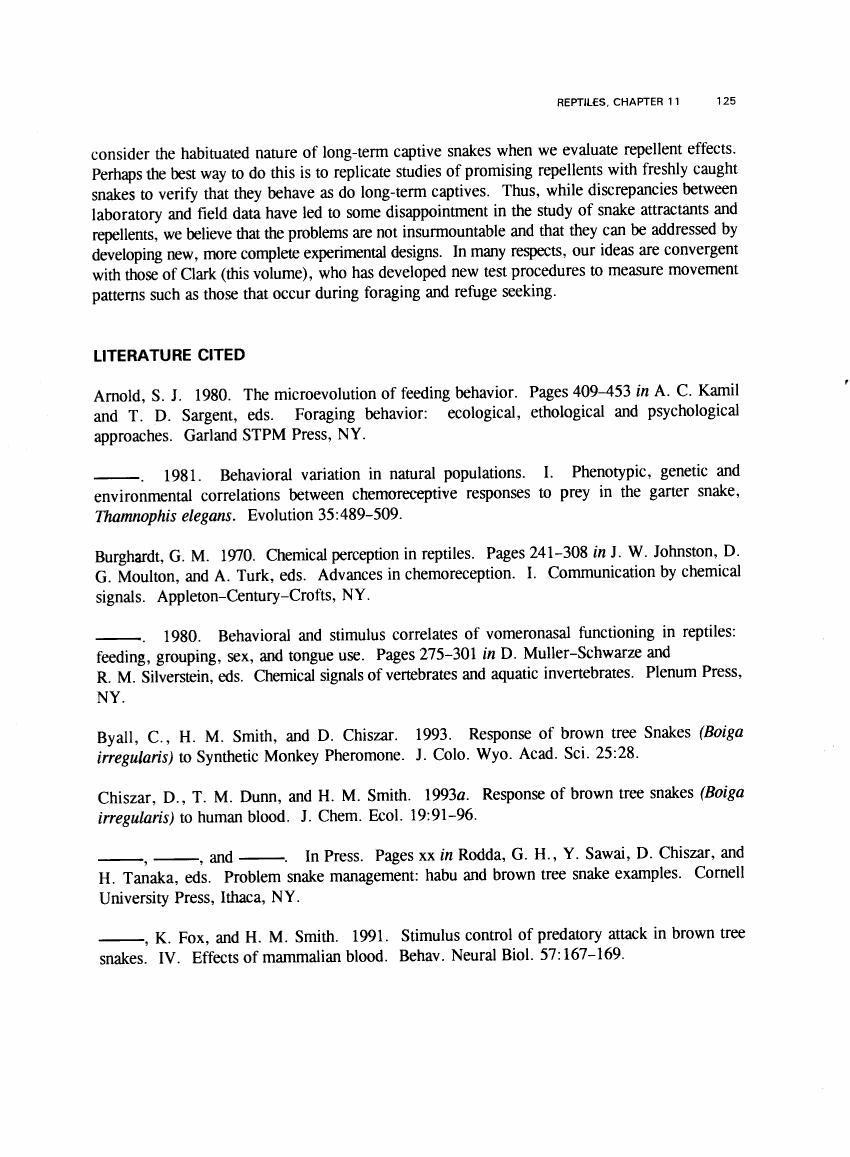 REPTILES, CHAPTER 11 125
consider the habituated nature of long-term captive snakes when we evaluate repellent effects.
Perhaps the best way to do this is to replicate studies of promising repellents with freshly caught
snakes to verify that they behave as do long-term captives. Thus, while discrepancies between
laboratory and field data have led to some disappointment in the study of snake attractants and
repellents, we believe that the problems are not insurmountable and that they can be addressed by
developing new, more complete experimental designs. In many respects, our ideas are convergent
with those of Clark (this volume), who has developed new test procedures to measure movement
patterns such as those that occur during foraging and refuge seeking.
LITERATURE CITED
Arnold, S. J. 1980. The microevolution of feeding behavior. Pages 409–453 in A. C. Kamil
and T. D. Sargent, eds. Foraging behavior: ecological, ethological and psychological
approaches. Garland STPM Press, NY.
———. 1981. Behavioral variation in natural populations. I. Phenotypic, genetic and
environmental correlations between chemoreceptive responses to prey in the garter snake,
Thamnophis elegans. Evolution 35:489–509.
Burghardt, G. M. 1970. Chemical perception in reptiles. Pages 241–308 in J. W. Johnston, D.
G. Moulton, and A. Turk, eds. Advances in chemoreception. I. Communication by chemical
signals. Appleton–Century–Crofts, NY.
———. 1980. Behavioral and stimulus correlates of vomeronasal functioning in reptiles:
feeding, grouping, sex, and tongue use. Pages 275–301 in D. Muller–Schwarze and
R. M. Silverstein, eds. Chemical signals of vertebrates and aquatic invertebrates. Plenum Press,
NY.
Byall, C., H. M. Smith, and D. Chiszar. 1993. Response of brown tree Snakes (Boiga
irregularis) to Synthetic Monkey Pheromone. J. Colo. Wyo. Acad. Sci. 25:28.
Chiszar, D., T. M. Dunn, and H. M. Smith. 1993a. Response of brown tree snakes (Boiga
irregularis) to human blood. J. Chem. Ecol. 19:91–96.
———, ———, and ———. In Press. Pages xx in Rodda, G. H., Y. Sawai, D. Chiszar, and
H. Tanaka, eds. Problem snake management: habu and brown tree snake examples. Cornell
University Press, Ithaca, NY.
———, K. Fox, and H. M. Smith. 1991. Stimulus control of predatory attack in brown tree
snakes. IV. Effects of mammalian blood. Behav. Neural Biol. 57:167–169.